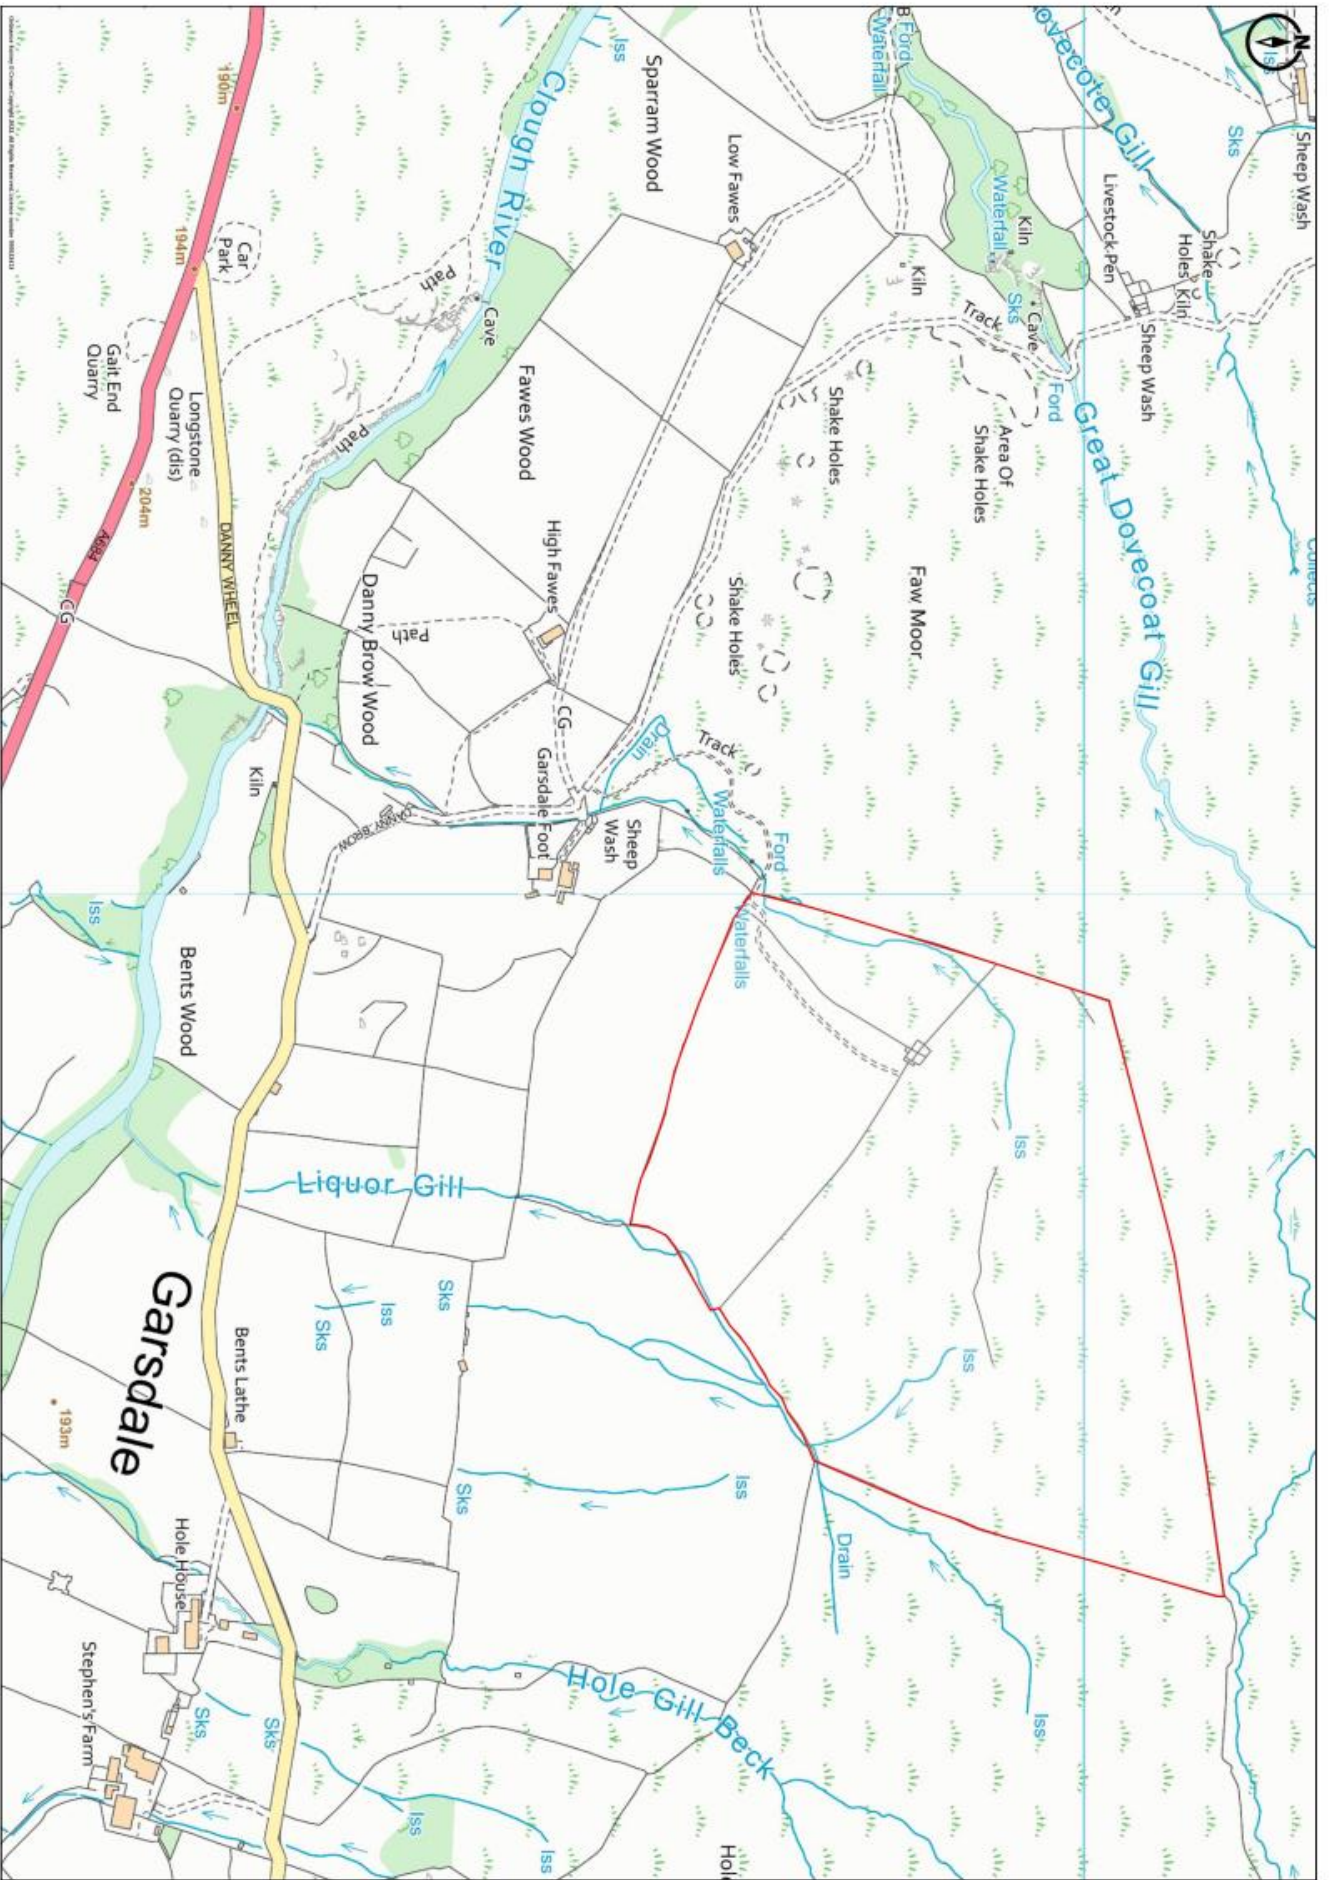 N
Sheep Wash
Iss
Collects
Sks
Shake
Holes
Kiln
Dovecote Gill
Sheep Wash
Livestock Pen
Great Dovecoat Gill
Ford
Cave
Sks
Kiln
Waterfall
Track
Area Of
Shake Holes
Iss
Iss
Iss
Kiln
Faw Moor
Ford
Waterfall
Shake Holes
Drain
Ford
Waterfalls
Waterfalls
Low Fawes
Shake Holes
Track
Iss
Hole Gill Beck
Sparram Wood
Drain
Sheep
Wash
Iss
Clough River
CG
High Fawes
Garsdale Foot
Iss
Fawes Wood
Cave
Path
Path
Liquor Gill
Sks
Sks
Iss
Danny Brow Wood
DANNY BROW
Iss
Sks
Path
Kiln
Sks
Bents Lathe
Car
Park
DANNY WHEEL
190m
194m
Longstone
Quarry (dis)
Bents Wood
Garsdale
Hole House
Sks
Gait End
Quarry
204m
A684
CG
Iss
193m
Stephen's Farm